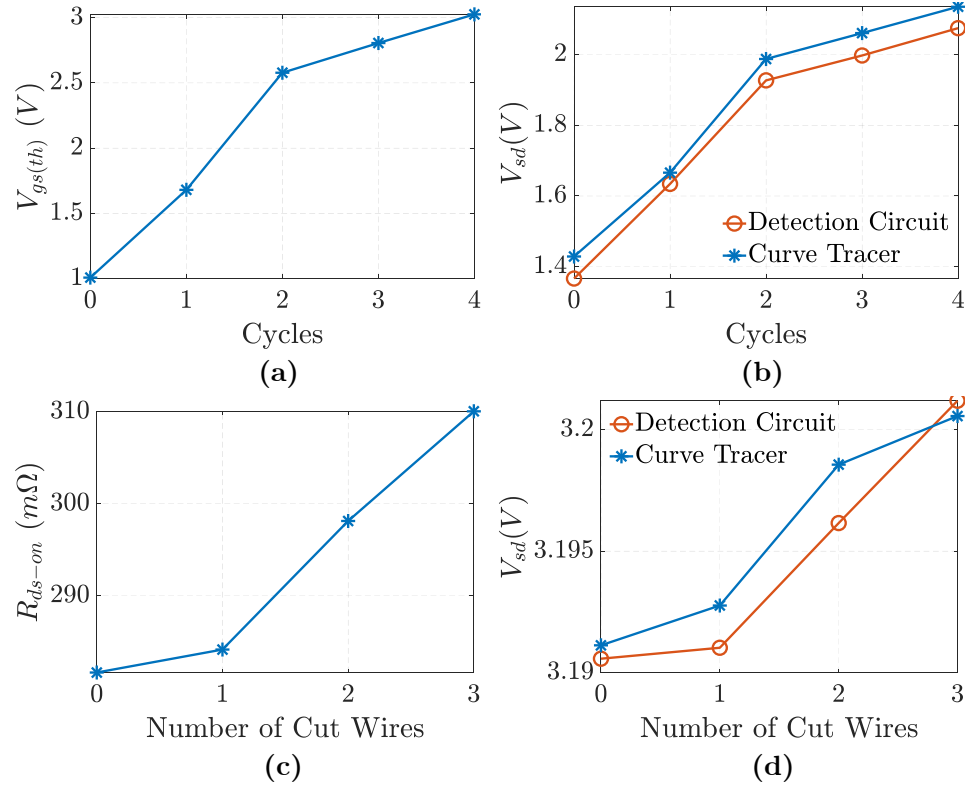 V_{gs(th)} (V)
3
2.5
2
1.5
1
0 1 2 3 4
Cycles
(a)
V_{sd}(V)
2
1.8
1.6
1.4
Detection Circuit
Curve Tracer
0 1 2 3 4
Cycles
(b)
R_{ds-on} (mΩ)
310
300
290
0 1 2 3
Number of Cut Wires
(c)
V_{sd}(V)
Detection Circuit
Curve Tracer
3.2
3.195
3.19
0 1 2 3
Number of Cut Wires
(d)